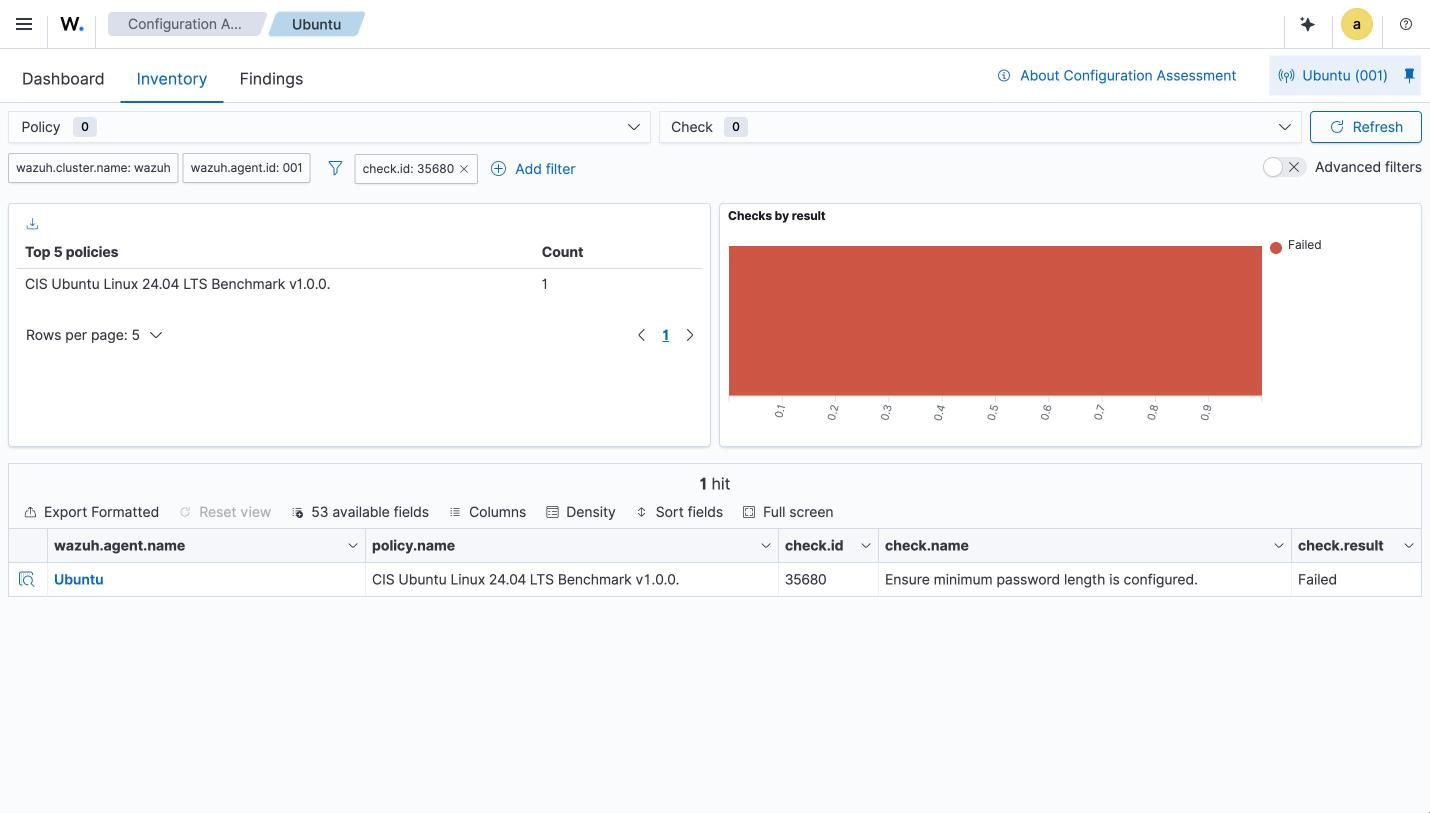 W. Configuration A... Ubuntu a
Dashboard Inventory Findings About Configuration Assessment Ubuntu (001)
Policy 0 Check 0 Refresh
wazuh.cluster.name: wazuh wazuh.agent.id: 001 check.id: 35680 Add filter Advanced filters
Top 5 policies Count
CIS Ubuntu Linux 24.04 LTS Benchmark v1.0.0. 1
Rows per page: 5 1
Checks by result
Failed
0.1 0.2 0.3 0.4 0.5 0.6 0.7 0.8 0.9
1 hit
Export Formatted Reset view 53 available fields Columns Density Sort fields Full screen
wazuh.agent.name policy.name check.id check.name check.result
Ubuntu CIS Ubuntu Linux 24.04 LTS Benchmark v1.0.0. 35680 Ensure minimum password length is configured. Failed